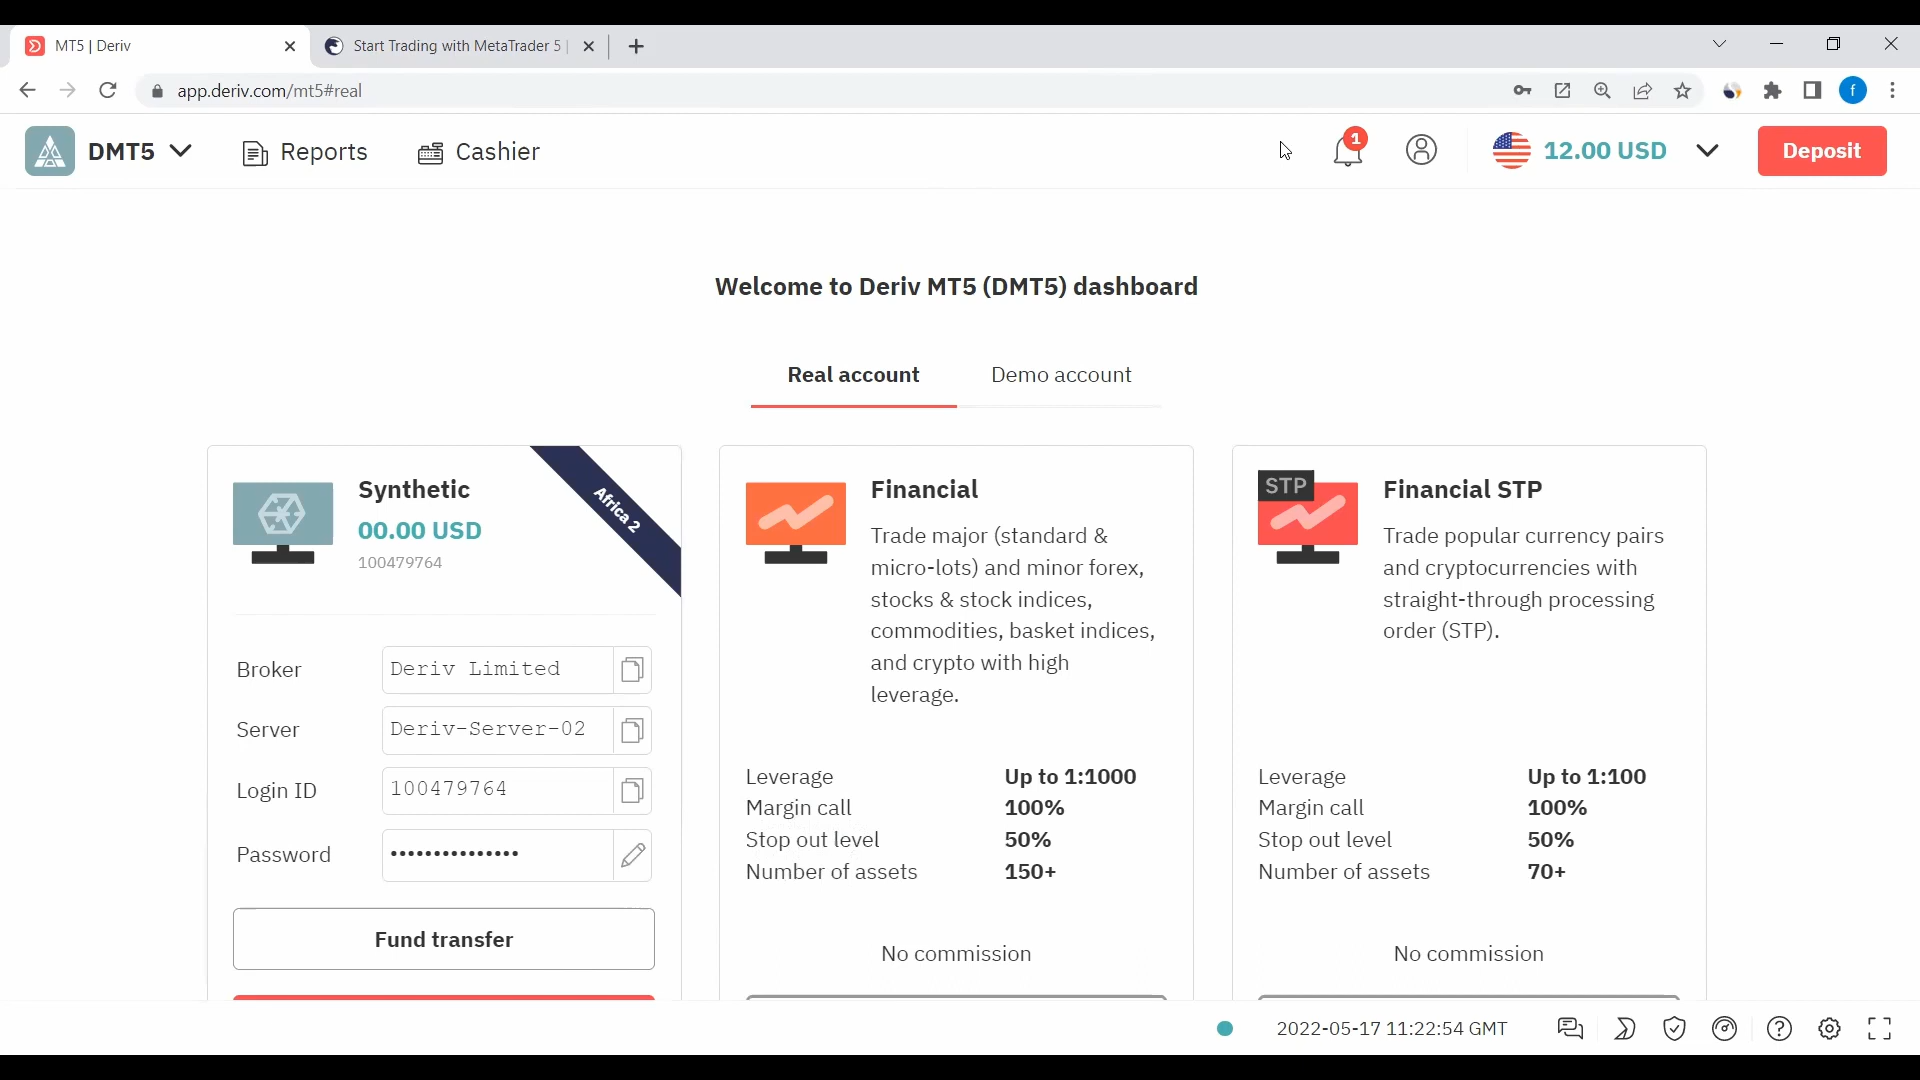 MT5 | Deriv
Start Trading with MetaTrader 5 |
app.deriv.com/mt5#real
f
DMT5
Reports
Cashier
1
12.00 USD
Deposit
Welcome to Deriv MT5 (DMT5) dashboard
Real account
Demo account
Synthetic
00.00 USD
100479764
Africa 2
Broker
Deriv Limited
Server
Deriv-Server-02
Login ID
100479764
Password
•••••••••••••••
Fund transfer
Financial
Trade major (standard &
micro-lots) and minor forex,
stocks & stock indices,
commodities, basket indices,
and crypto with high
leverage.
Leverage Up to 1:1000
Margin call 100%
Stop out level 50%
Number of assets 150+
No commission
STP
Financial STP
Trade popular currency pairs
and cryptocurrencies with
straight-through processing
order (STP).
Leverage Up to 1:100
Margin call 100%
Stop out level 50%
Number of assets 70+
No commission
2022-05-17 11:22:54 GMT